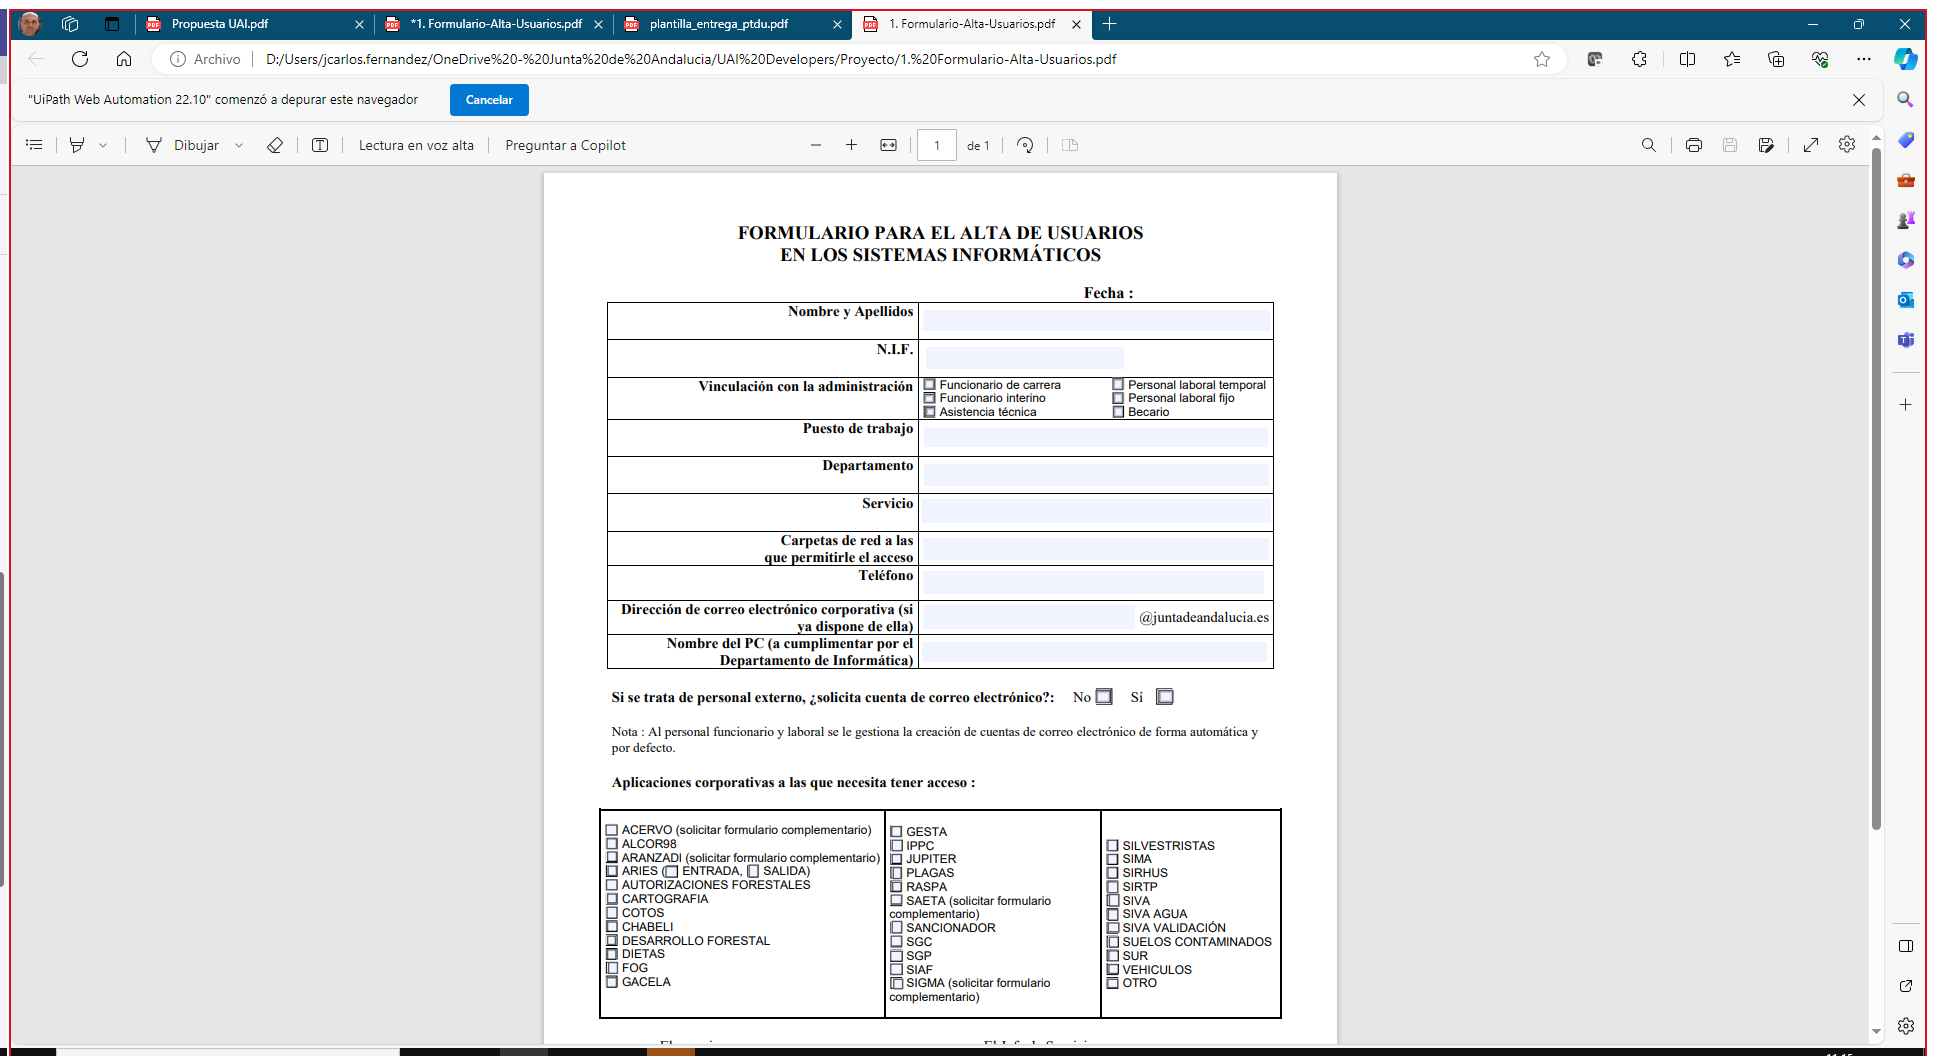 Propuesta UAI.pdf
*1. Formulario-Alta-Usuarios.pdf
plantilla_entrega_ptdu.pdf
1. Formulario-Alta-Usuarios.pdf
Archivo
D:/Users/jcarlos.fernandez/OneDrive%20-%20Junta%20de%20Andalucia/UAI%20Developers/Proyecto/1.%20Formulario-Alta-Usuarios.pdf
"UiPath Web Automation 22.10" comenzó a depurar este navegador
Cancelar
Dibujar
Lectura en voz alta
Preguntar a Copilot
1
de 1
FORMULARIO PARA EL ALTA DE USUARIOS
EN LOS SISTEMAS INFORMÁTICOS
Fecha :
Nombre y Apellidos
N.I.F.
Vinculación con la administración
Funcionario de carrera
Personal laboral temporal
Funcionario interino
Personal laboral fijo
Asistencia técnica
Becario
Puesto de trabajo
Departamento
Servicio
Carpetas de red a las
que permitirle el acceso
Teléfono
Dirección de correo electrónico corporativa (si
ya dispone de ella)
@juntadeandalucia.es
Nombre del PC (a cumplimentar por el
Departamento de Informática)
Si se trata de personal externo, ¿solicita cuenta de correo electrónico?: No Sí
Nota : Al personal funcionario y laboral se le gestiona la creación de cuentas de correo electrónico de forma automática y
por defecto.
Aplicaciones corporativas a las que necesita tener acceso :
ACERVO (solicitar formulario complementario)
ALCOR98
ARANZADI (solicitar formulario complementario)
ARIES ( ENTRADA, SALIDA)
AUTORIZACIONES FORESTALES
CARTOGRAFIA
COTOS
CHABELI
DESARROLLO FORESTAL
DIETAS
FOG
GACELA
GESTA
IPPC
JUPITER
PLAGAS
RASPA
SAETA (solicitar formulario
complementario)
SANCIONADOR
SGC
SGP
SIAF
SIGMA (solicitar formulario
complementario)
SILVESTRISTAS
SIMA
SIRHUS
SIRTP
SIVA
SIVA AGUA
SIVA VALIDACIÓN
SUELOS CONTAMINADOS
SUR
VEHICULOS
OTRO